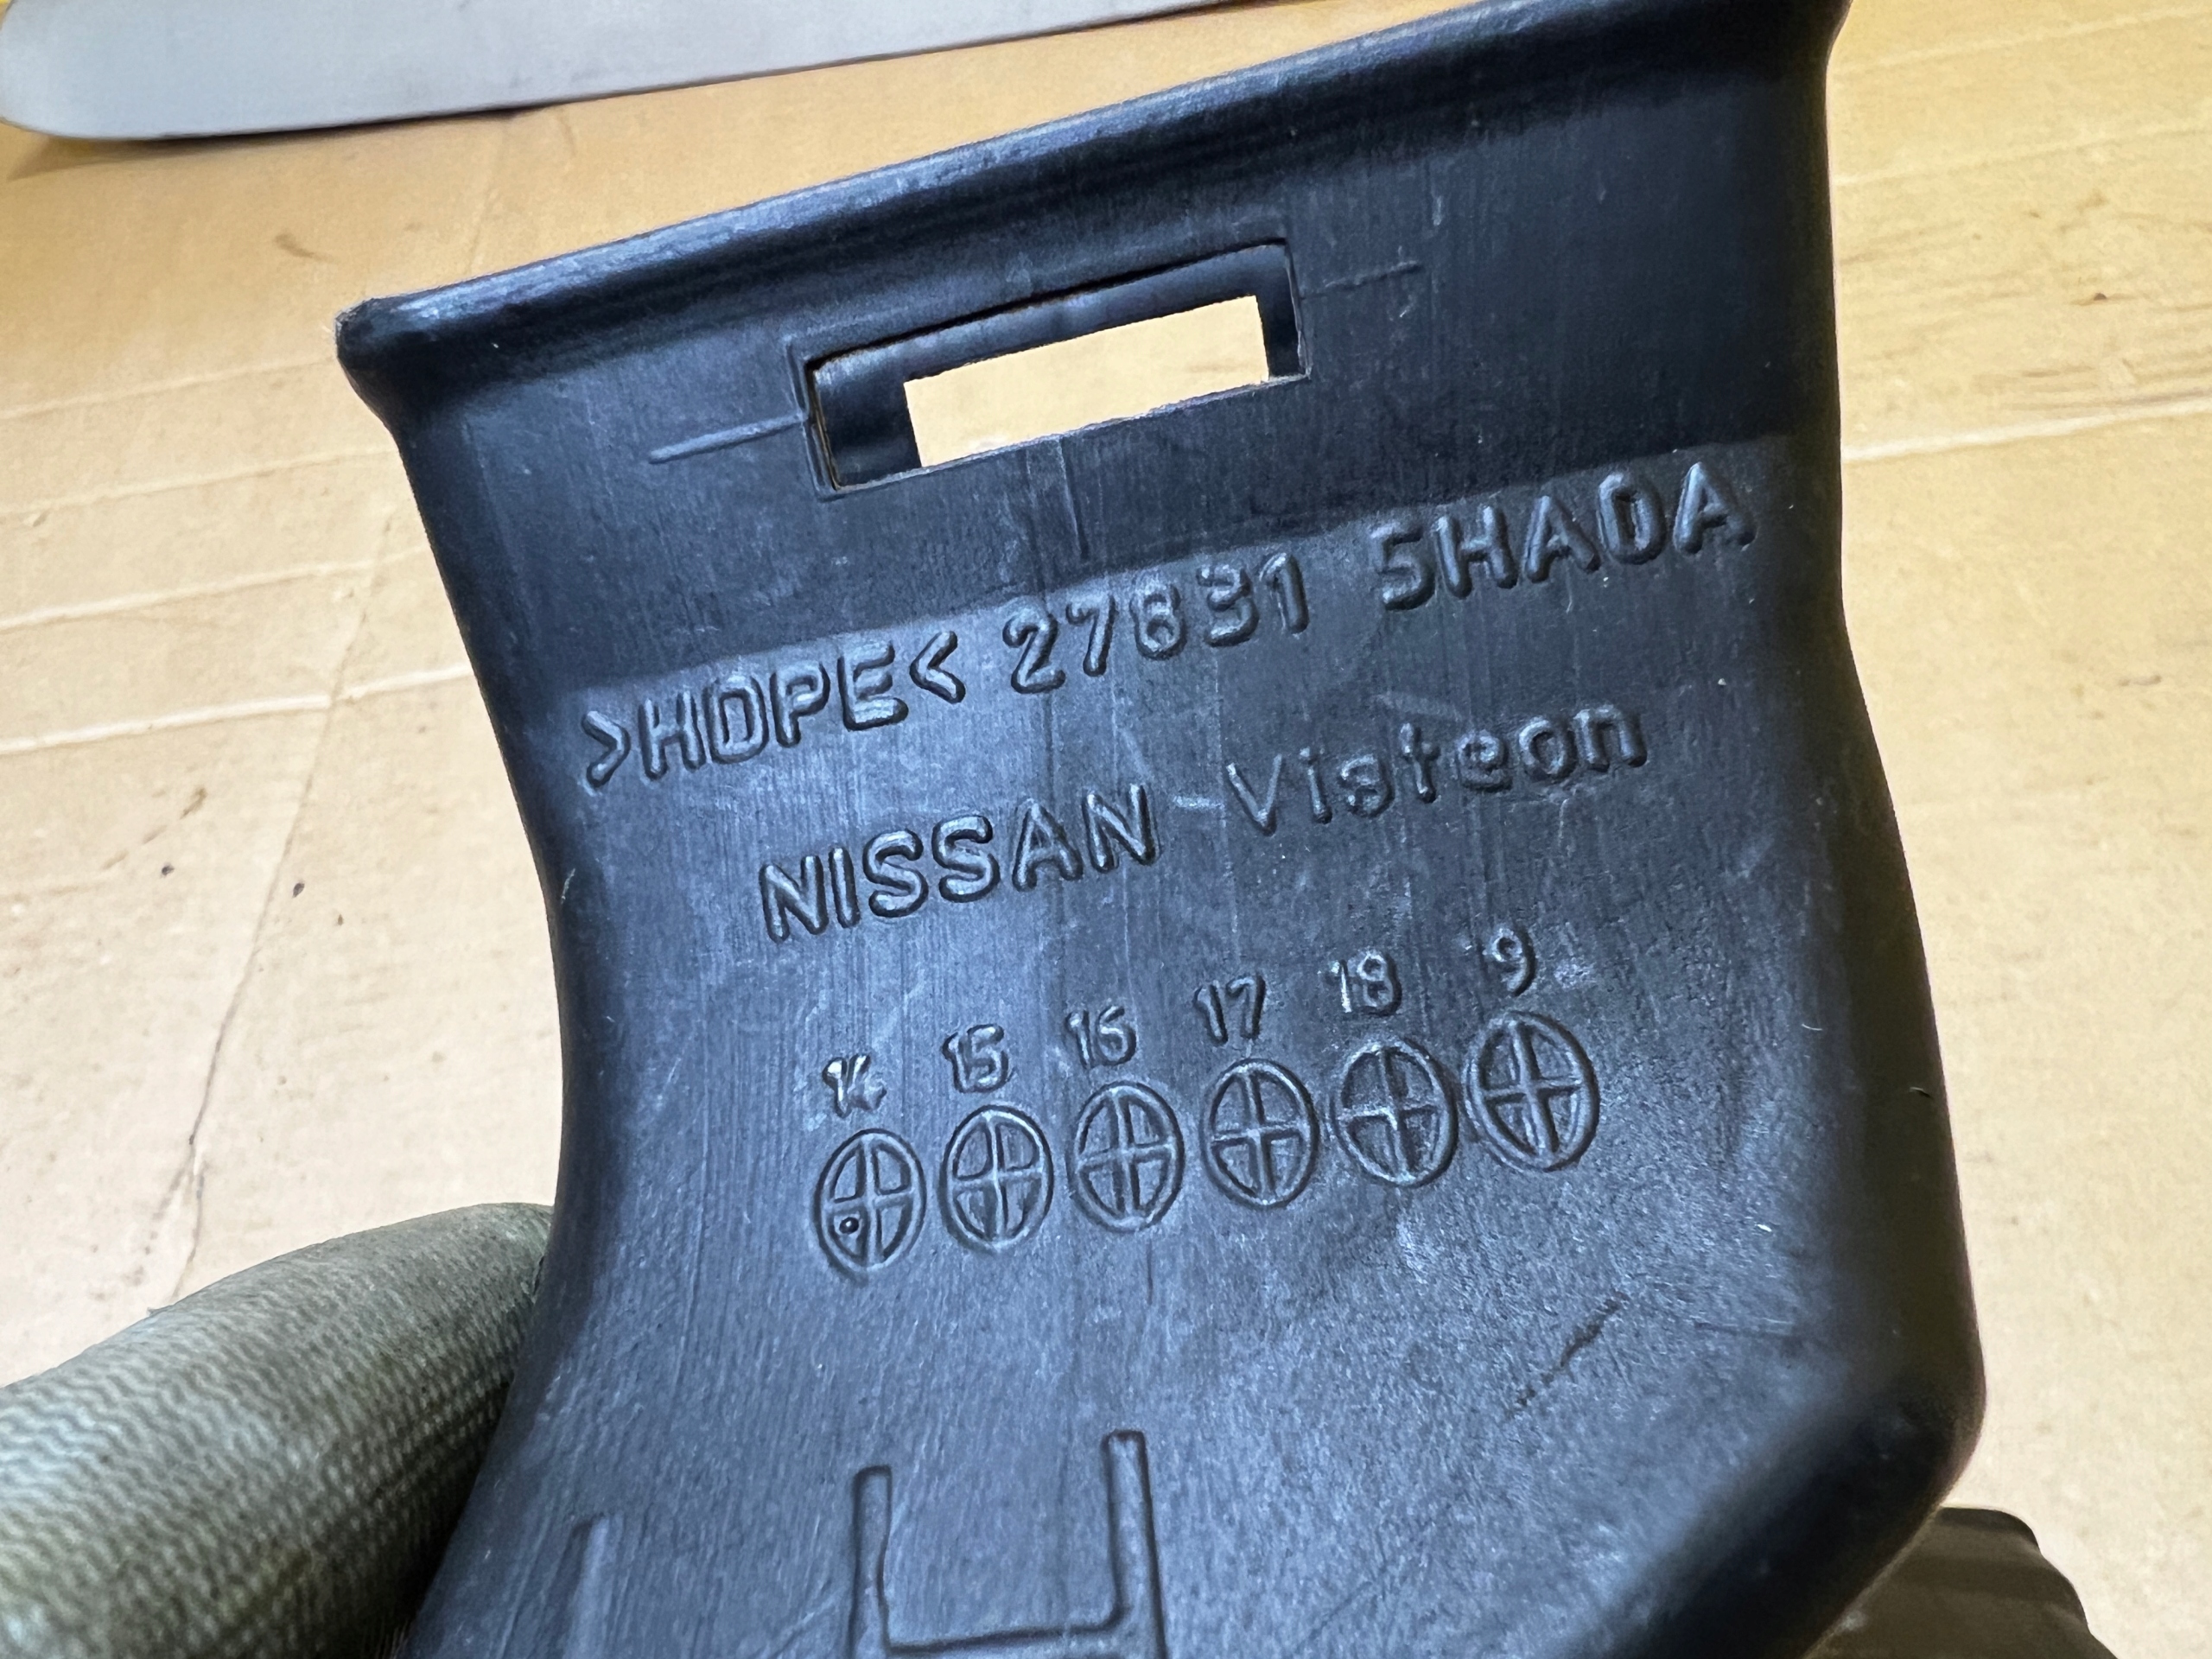 >HDPE< 27831 5HA0A
NISSAN Visteon
14 15 16 17 18 9